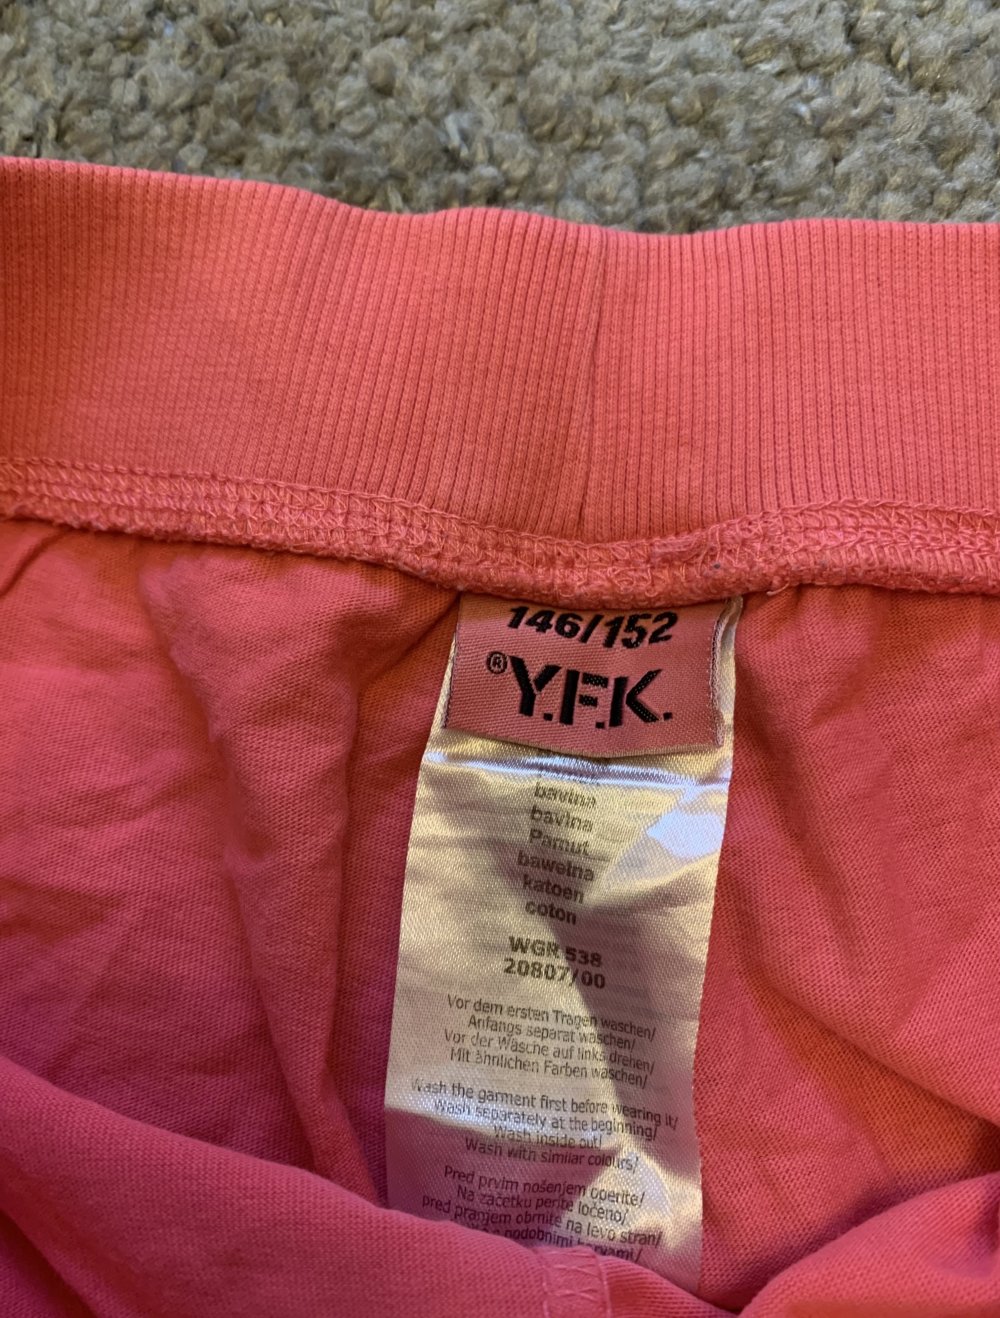 146/152
®Y.F.K.
bavlna
bavlna
Pamut
bawełna
katoen
coton
WGR 538
20807/00
Vor dem ersten Tragen waschen/
Anfangs separat waschen/
Vor der Wäsche auf links drehen/
Mit ähnlichen Farben waschen/
Wash the garment first before wearing it/
Wash separately at the beginning/
Wash inside out/
Wash with similar colours/
Pred prvim nošenjem operite/
Na začetku perite ločeno/
pred pranjem obrnite na levo stran/
podobnimi barvami/